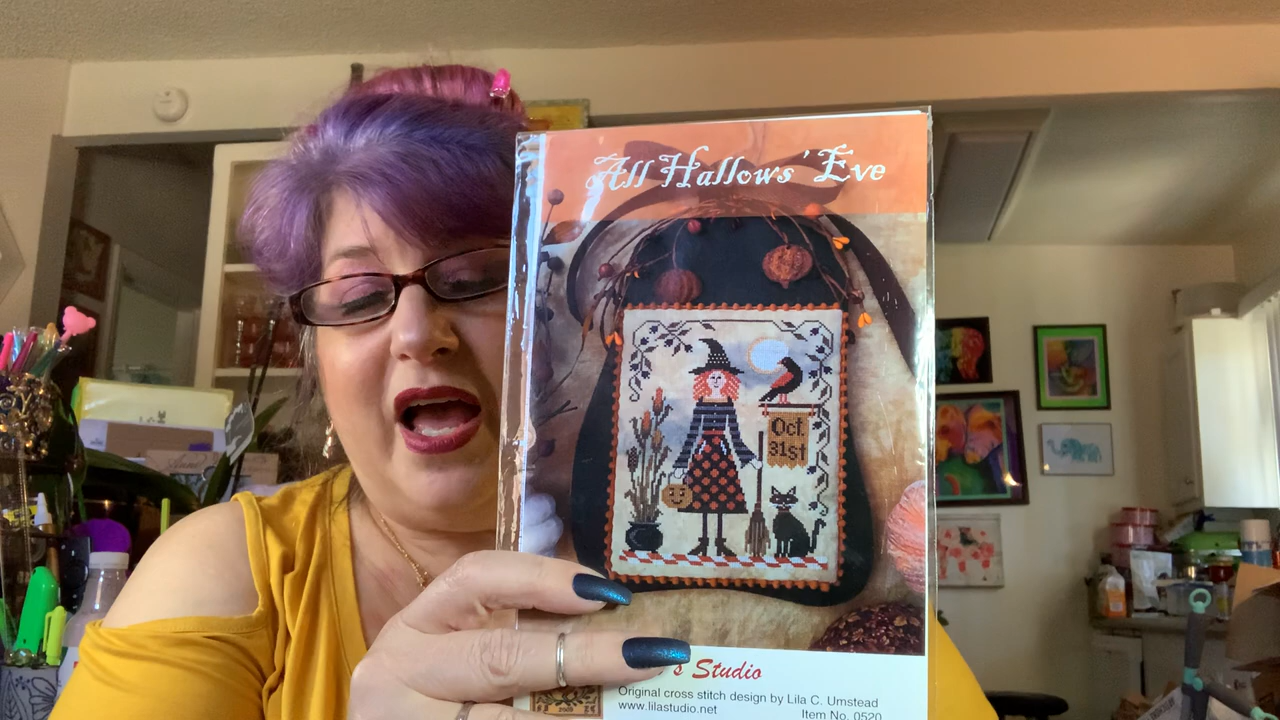 All Hallows' Eve
Oct
31st
's Studio
Original cross stitch design by Lila C. Umstead
www.lilastudio.net
Item No. 0520